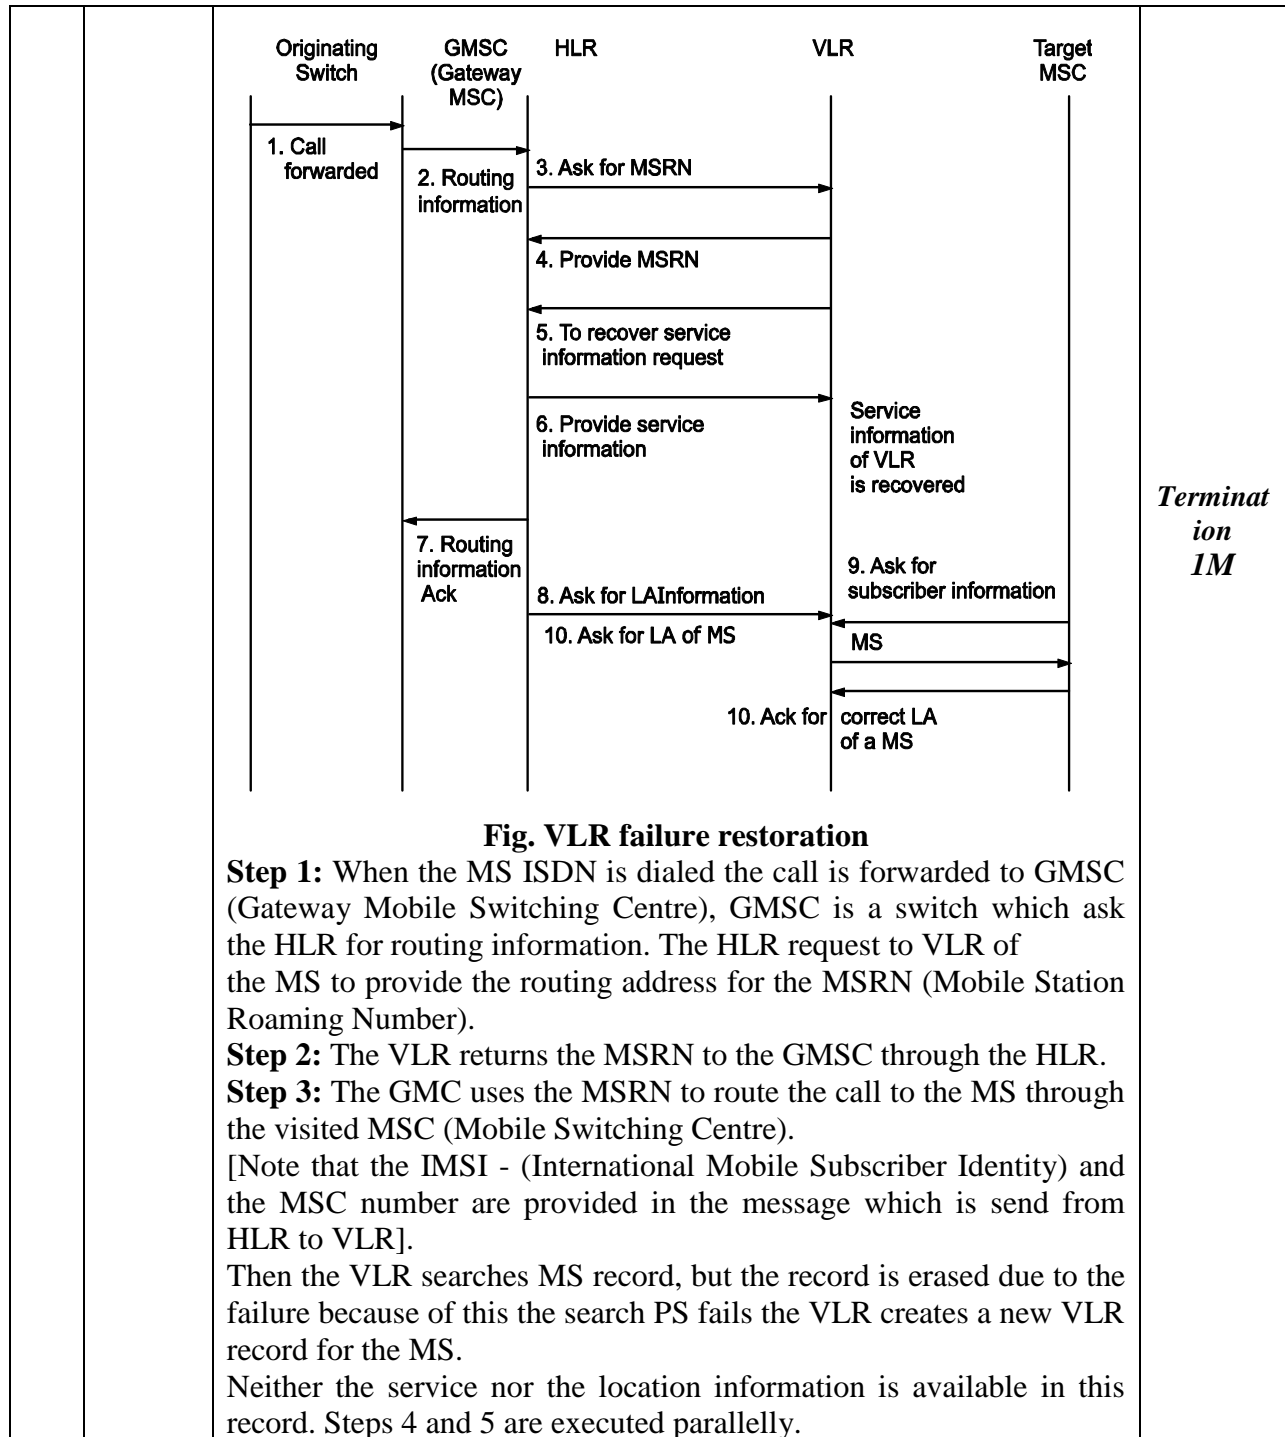 Originating
Switch
GMSC
(Gateway
MSC)
HLR
VLR
Target
MSC
1. Call
forwarded
2. Routing
information
3. Ask for MSRN
4. Provide MSRN
5. To recover service
information request
6. Provide service
information
Service
information
of VLR
is recovered
7. Routing
information
Ack
8. Ask for LAInformation
9. Ask for
subscriber information
10. Ask for LA of MS
MS
10. Ack for correct LA
of a MS
Terminat
ion
1M
Fig. VLR failure restoration
Step 1: When the MS ISDN is dialed the call is forwarded to GMSC
(Gateway Mobile Switching Centre), GMSC is a switch which ask
the HLR for routing information. The HLR request to VLR of
the MS to provide the routing address for the MSRN (Mobile Station
Roaming Number).
Step 2: The VLR returns the MSRN to the GMSC through the HLR.
Step 3: The GMC uses the MSRN to route the call to the MS through
the visited MSC (Mobile Switching Centre).
[Note that the IMSI - (International Mobile Subscriber Identity) and
the MSC number are provided in the message which is send from
HLR to VLR].
Then the VLR searches MS record, but the record is erased due to the
failure because of this the search PS fails the VLR creates a new VLR
record for the MS.
Neither the service nor the location information is available in this
record. Steps 4 and 5 are executed parallelly.